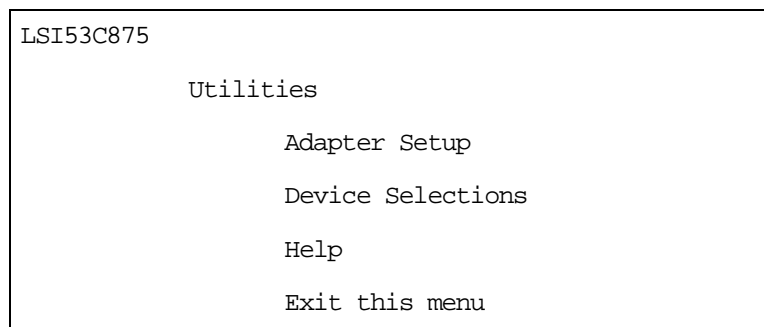 LSI53C875
Utilities
Adapter Setup
Device Selections
Help
Exit this menu